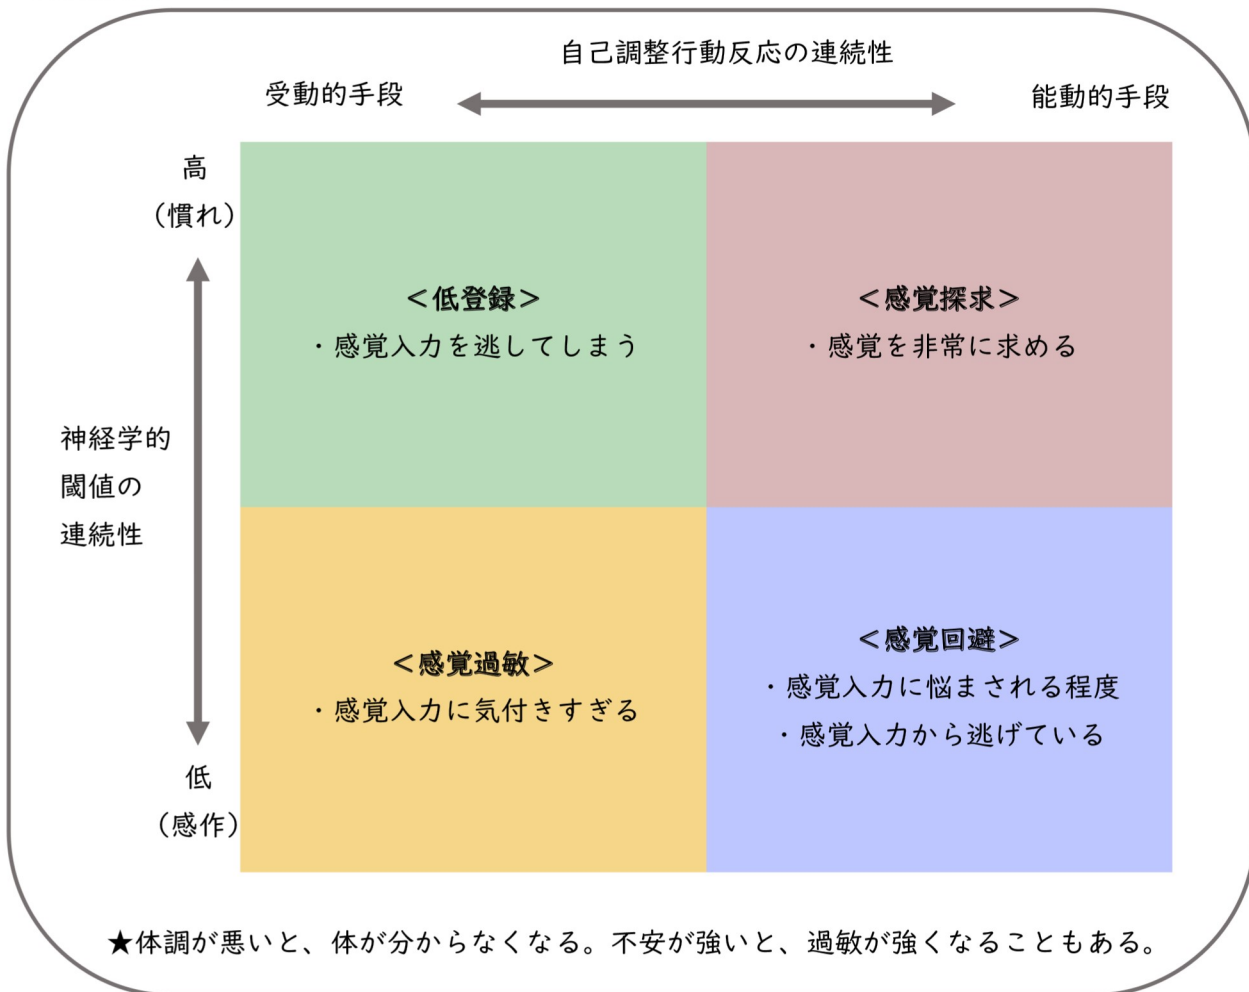 自己調整行動反応の連続性
受動的手段
能動的手段
高
（慣れ）
＜低登録＞
・感覚入力を逃してしまう
＜感覚探求＞
・感覚を非常に求める
神経学的
閾値の
連続性
＜感覚過敏＞
・感覚入力に気付きすぎる
＜感覚回避＞
・感覚入力に悩まされる程度
・感覚入力から逃げている
低
（感作）
★体調が悪いと、体が分からなくなる。不安が強いと、過敏が強くなることもある。